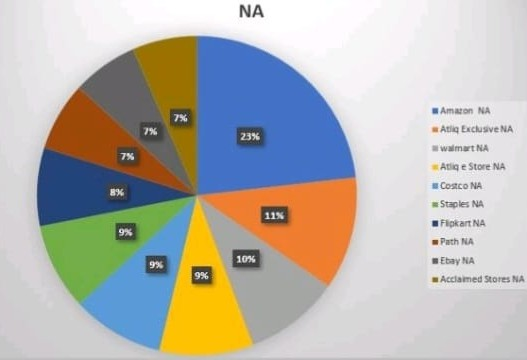 NA
23%
11%
10%
9%
9%
9%
8%
7%
7%
7%
Amazon NA
Atliq Exclusive NA
walmart NA
Atliq e Store NA
Costco NA
Staples NA
Flipkart NA
Path NA
Ebay NA
Acclaimed Stores NA